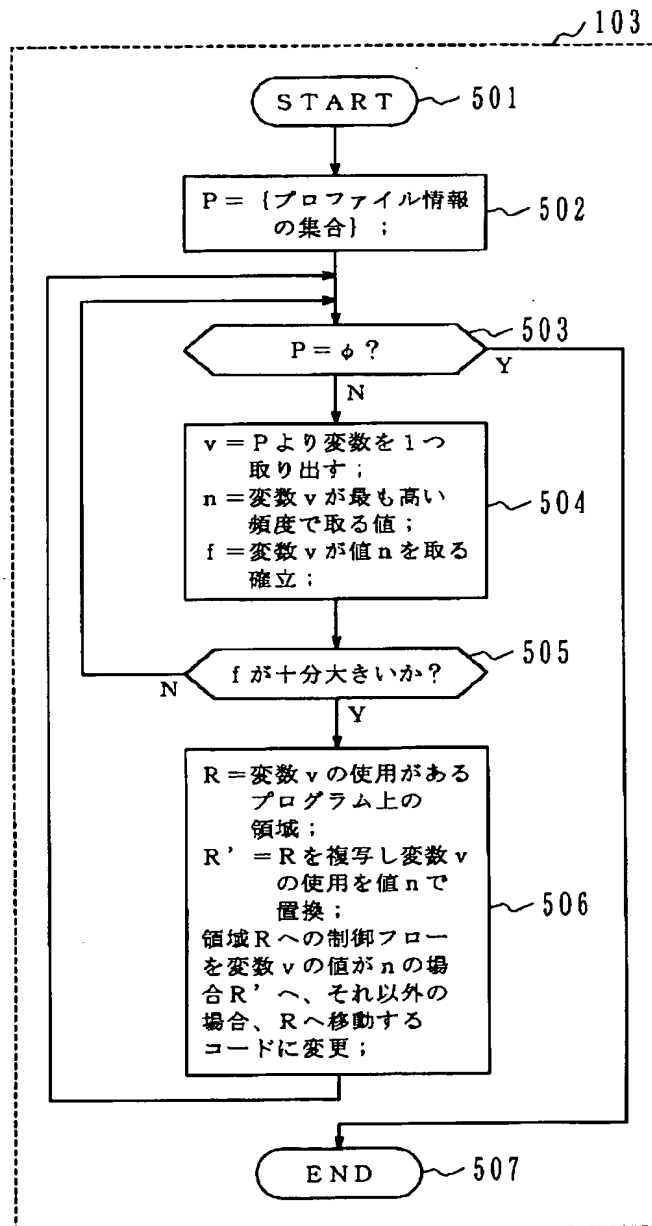 103
START
501
P={プロファイル情報
の集合};
502
P=φ?
503
Y
N
v=Pより変数を1つ
取り出す;
n=変数vが最も高い
頻度で取る値;
f=変数vが値nを取る
確立;
504
fが十分大きいか?
505
N
Y
R=変数vの使用がある
プログラム上の
領域;
R'=Rを複写し変数v
の使用を値nで
置換;
領域Rへの制御フロー
を変数vの値がnの場
合R'へ、それ以外の
場合、Rへ移動する
コードに変更;
506
END
507